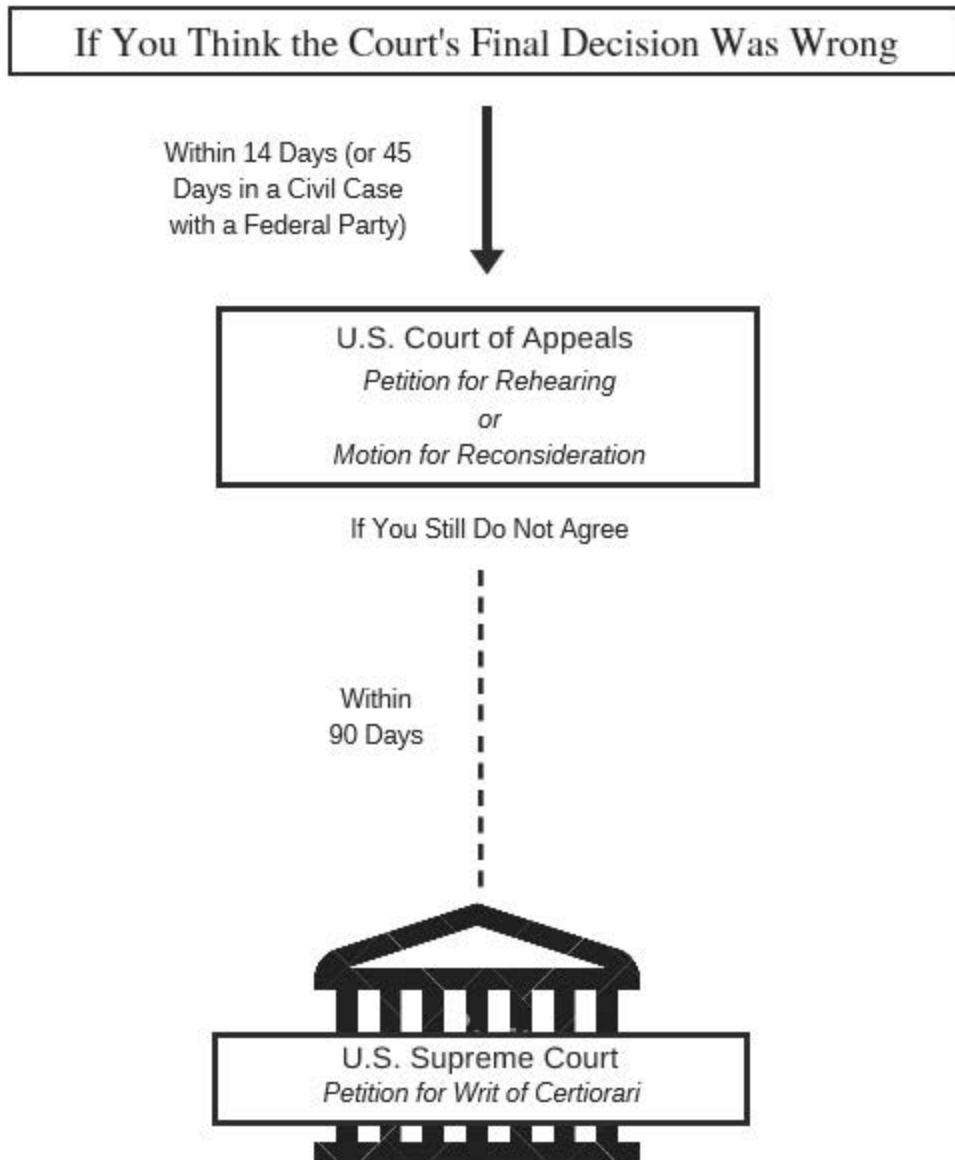 If You Think the Court's Final Decision Was Wrong
Within 14 Days (or 45
Days in a Civil Case
with a Federal Party)
U.S. Court of Appeals
Petition for Rehearing
or
Motion for Reconsideration
If You Still Do Not Agree
Within
90 Days
U.S. Supreme Court
Petition for Writ of Certiorari